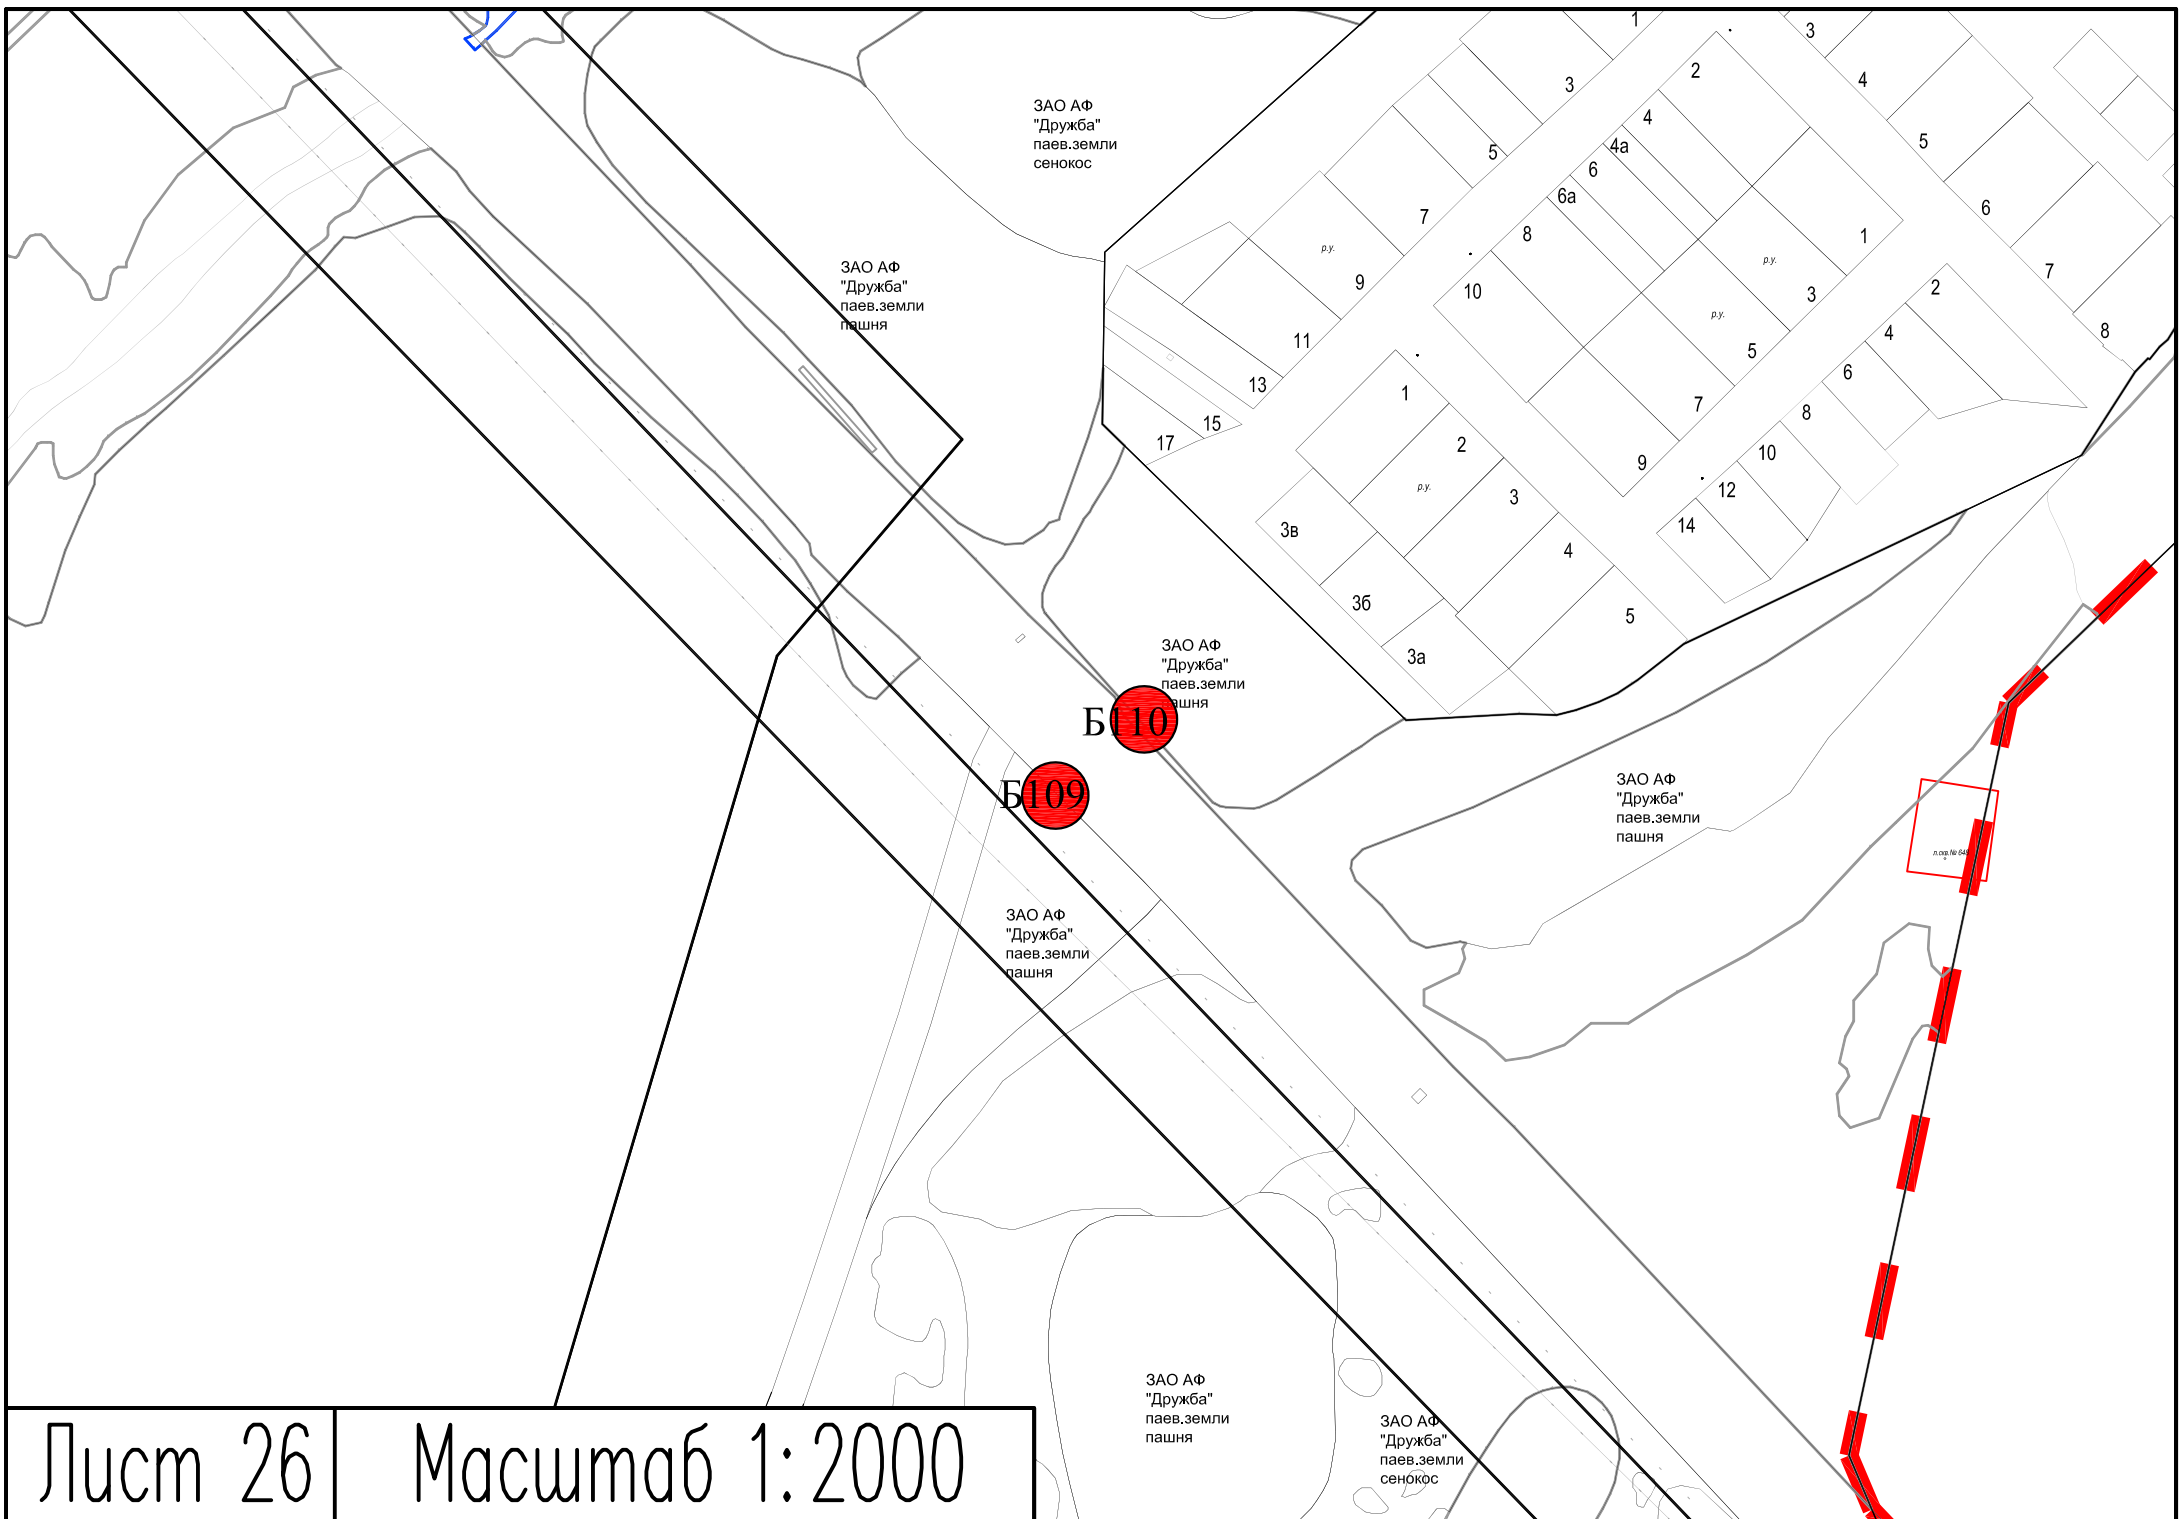 ЗАО АФ
"Дружба"
паев.земли
сенокос
ЗАО АФ
"Дружба"
паев.земли
пашня
1
3
5
7
9
11
13
15
17
р.у.
2
4
4а
6
6а
8
10
1
3
5
7
9
р.у.
р.у.
3
4
5
6
7
8
2
4
6
8
10
12
14
1
2
3
4
5
3в
3б
3а
р.у.
ЗАО АФ
"Дружба"
паев.земли
пашня
Б110
Б109
ЗАО АФ
"Дружба"
паев.земли
пашня
ЗАО АФ
"Дружба"
паев.земли
пашня
ЗАО АФ
"Дружба"
паев.земли
пашня
ЗАО АФ
"Дружба"
паев.земли
сенокос
Лист 26
Масштаб 1:2000